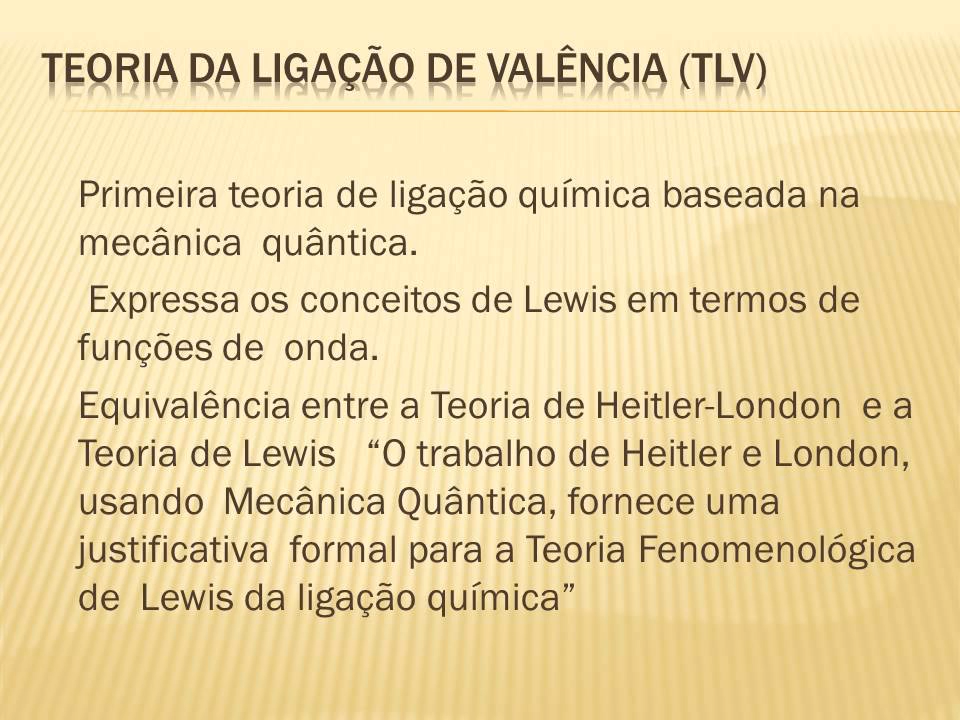 TEORIA DA LIGAÇÃO DE VALÊNCIA (TLV)
Primeira teoria de ligação química baseada na
mecânica quântica.
Expressa os conceitos de Lewis em termos de
funções de onda.
Equivalência entre a Teoria de Heitler-London e a
Teoria de Lewis “O trabalho de Heitler e London,
usando Mecânica Quântica, fornece uma
justificativa formal para a Teoria Fenomenológica
de Lewis da ligação química”